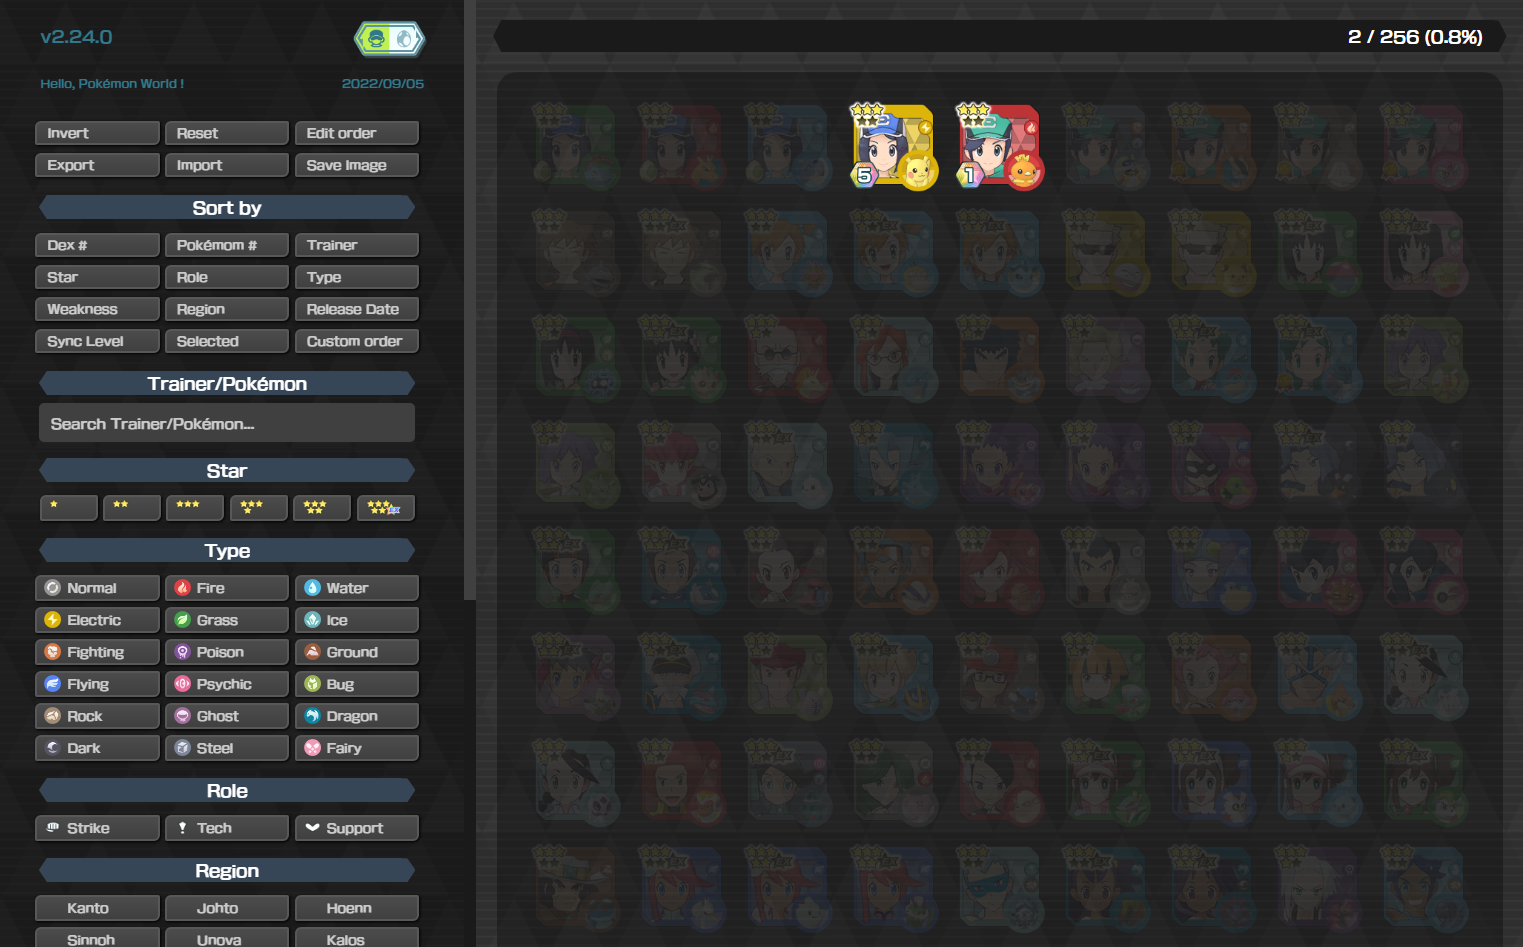 v2.24.0
Hello, Pokémon World !
2022/09/05
Invert
Reset
Edit order
Export
Import
Save Image
Sort by
Dex #
Pokémom #
Trainer
Star
Role
Type
Weakness
Region
Release Date
Sync Level
Selected
Custom order
Trainer/Pokémon
Search Trainer/Pokémon...
Star
Type
Normal
Fire
Water
Electric
Grass
Ice
Fighting
Poison
Ground
Flying
Psychic
Bug
Rock
Ghost
Dragon
Dark
Steel
Fairy
Role
Strike
Tech
Support
Region
Kanto
Johto
Hoenn
Sinnoh
Unova
Kalos
2 / 256 (0.8%)
5
1